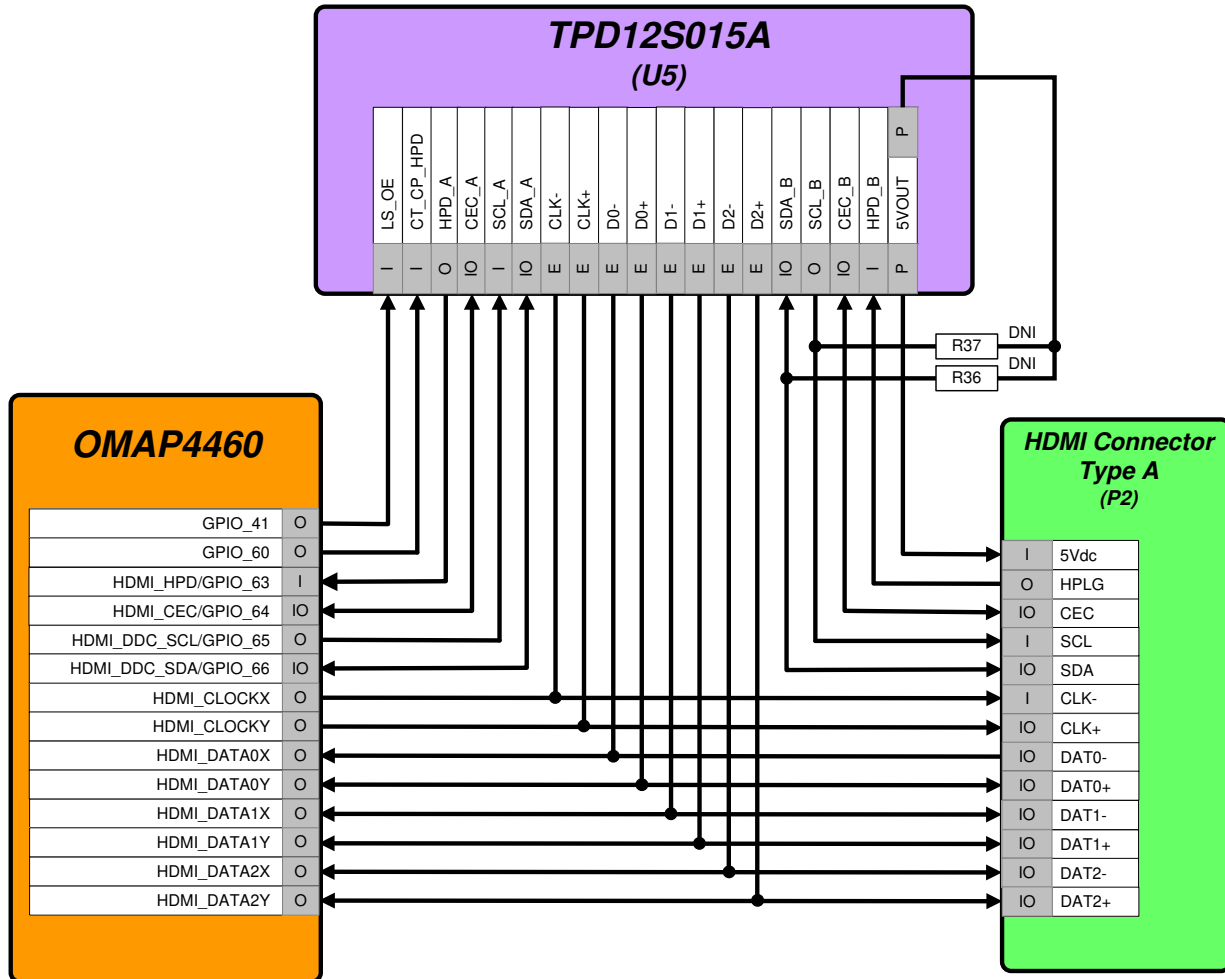 TPD12S015A
(U5)
LS_OE
CT_CP_HPD
HPD_A
CEC_A
SCL_A
SDA_A
CLK-
CLK+
D0-
D0+
D1-
D1+
D2-
D2+
SDA_B
SCL_B
CEC_B
HPD_B
5VOUT
P
I
I
O
IO
I
IO
E
E
E
E
E
E
E
E
IO
O
IO
I
P
R37
DNI
R36
DNI
OMAP4460
GPIO_41 O
GPIO_60 O
HDMI_HPD/GPIO_63 I
HDMI_CEC/GPIO_64 IO
HDMI_DDC_SCL/GPIO_65 O
HDMI_DDC_SDA/GPIO_66 IO
HDMI_CLOCKX O
HDMI_CLOCKY O
HDMI_DATA0X O
HDMI_DATA0Y O
HDMI_DATA1X O
HDMI_DATA1Y O
HDMI_DATA2X O
HDMI_DATA2Y O
HDMI Connector
Type A
(P2)
I 5Vdc
O HPLG
IO CEC
I SCL
IO SDA
I CLK-
IO CLK+
IO DAT0-
IO DAT0+
IO DAT1-
IO DAT1+
IO DAT2-
IO DAT2+